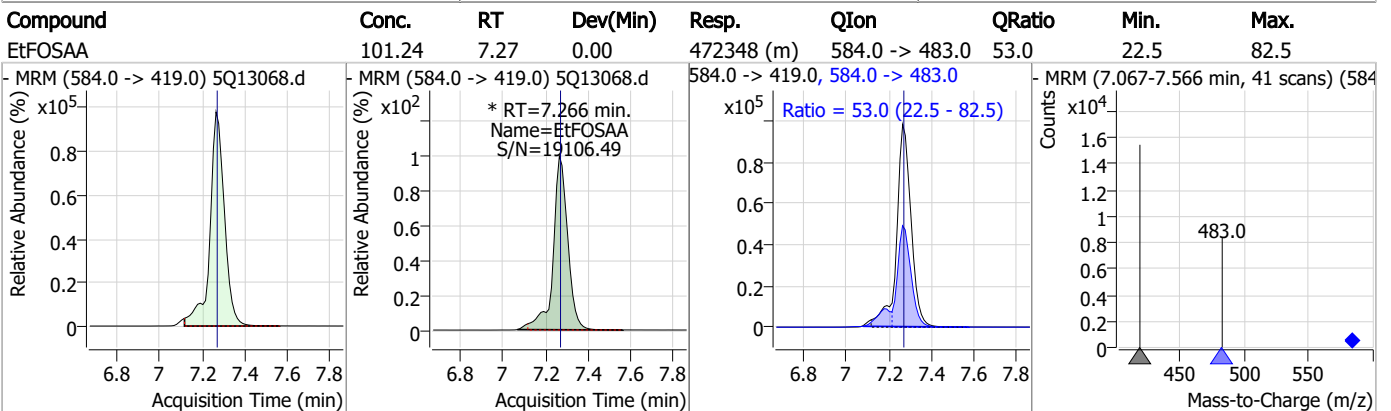 Compound Conc. RT Dev(Min) Resp. QIon QRatio Min. Max.
EtFOSAA 101.24 7.27 0.00 472348 (m) 584.0 -> 483.0 53.0 22.5 82.5
- MRM (584.0 -> 419.0) 5Q13068.d
x10⁵
Relative Abundance (%)
0.8
0.6
0.4
0.2
0
6.8 7 7.2 7.4 7.6 7.8
Acquisition Time (min)
- MRM (584.0 -> 419.0) 5Q13068.d
x10²
* RT=7.266 min.
Name=EtFOSAA
S/N=19106.49
Relative Abundance (%)
1
0.8
0.6
0.4
0.2
0
6.8 7 7.2 7.4 7.6 7.8
Acquisition Time (min)
584.0 -> 419.0, 584.0 -> 483.0
x10⁵
Ratio = 53.0 (22.5 - 82.5)
0.8
0.6
0.4
0.2
0
6.8 7 7.2 7.4 7.6 7.8
Acquisition Time (min)
- MRM (7.067-7.566 min, 41 scans) (584
x10⁴
Counts
1.6
1.4
1.2
1
0.8
0.6
0.4
0.2
0
483.0
450 500 550
Mass-to-Charge (m/z)